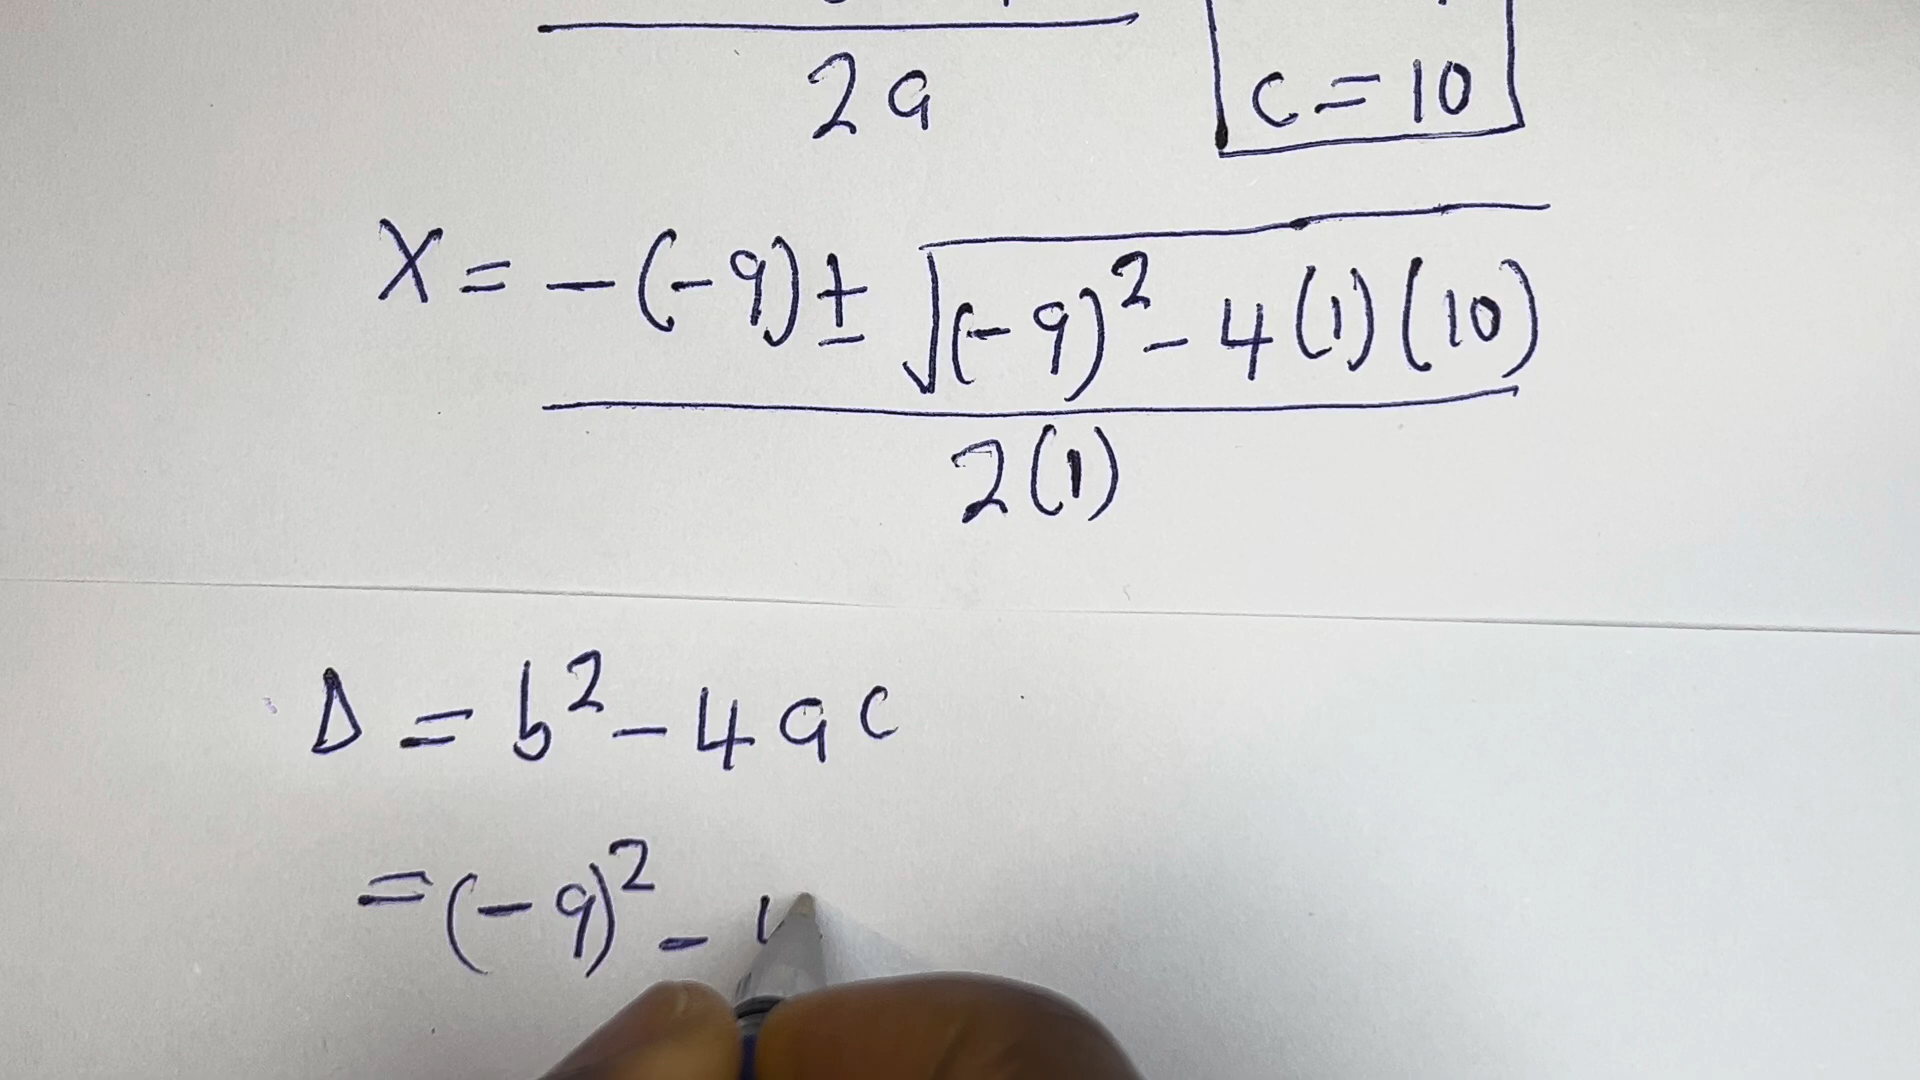 2a
c = 10
X = -(-9) ± √(-9)² - 4(1)(10)
2(1)
Δ = b² - 4ac
= (-9)² -